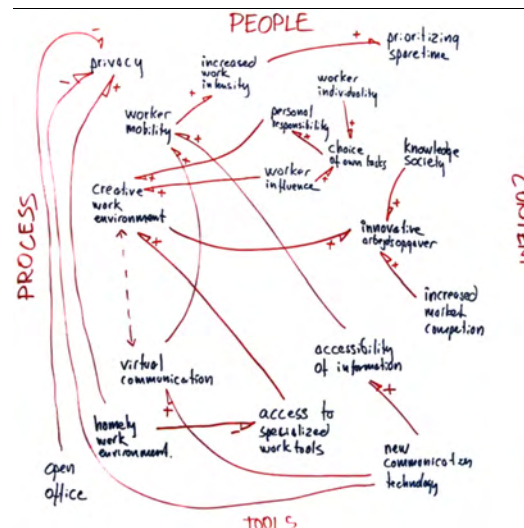 PEOPLE
privacy
increased
work
intensity
prioritizing
sparetime
worker
mobility
worker
individuality
personal
responsibility
choice
of own tasks
knowledge
society
creative
work
environment
worker
influence
innovative
arbejdsopgaver
PROCESS
increased
market
competion
virtual
communication
accessibility
of information
homely
work
environment.
access to
specialized
work tools
open
office
new
communication
technology
TOOLS